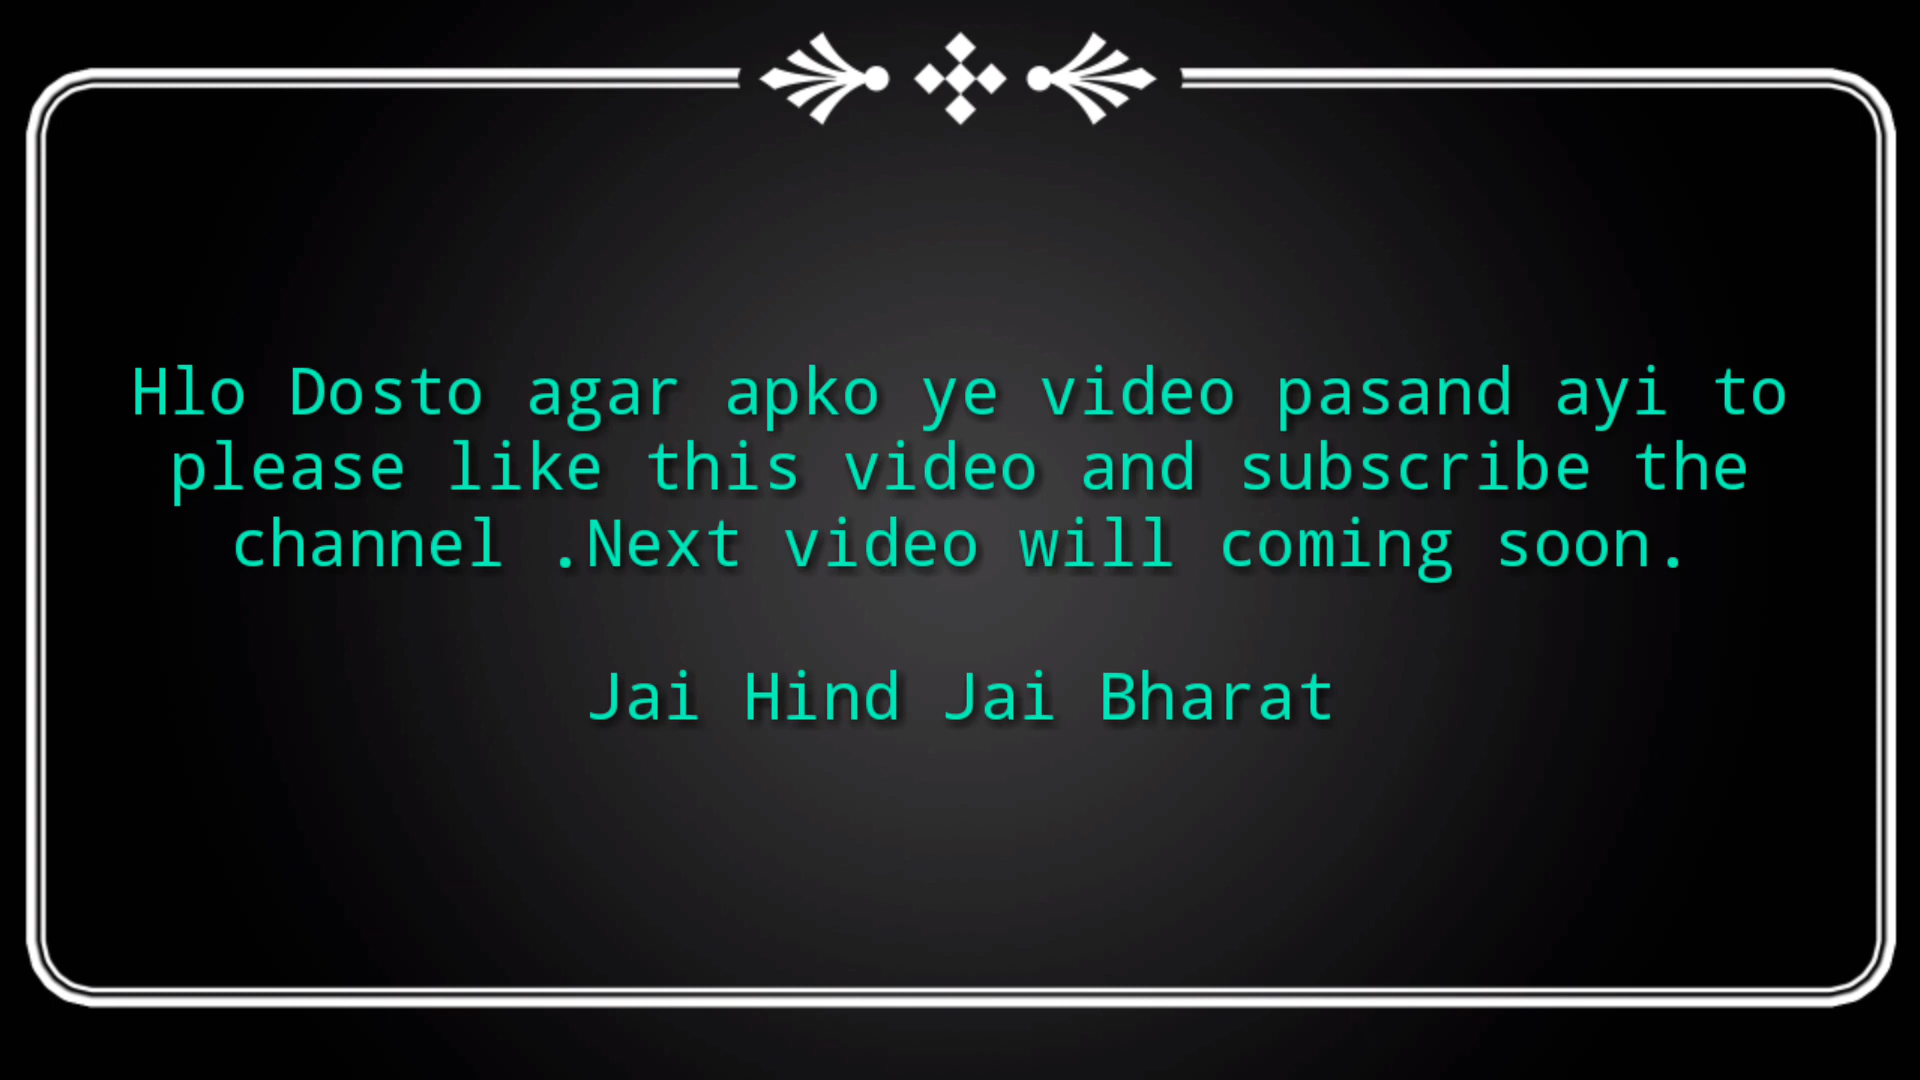 Hlo Dosto agar apko ye video pasand ayi to
please like this video and subscribe the
channel .Next video will coming soon.
Jai Hind Jai Bharat